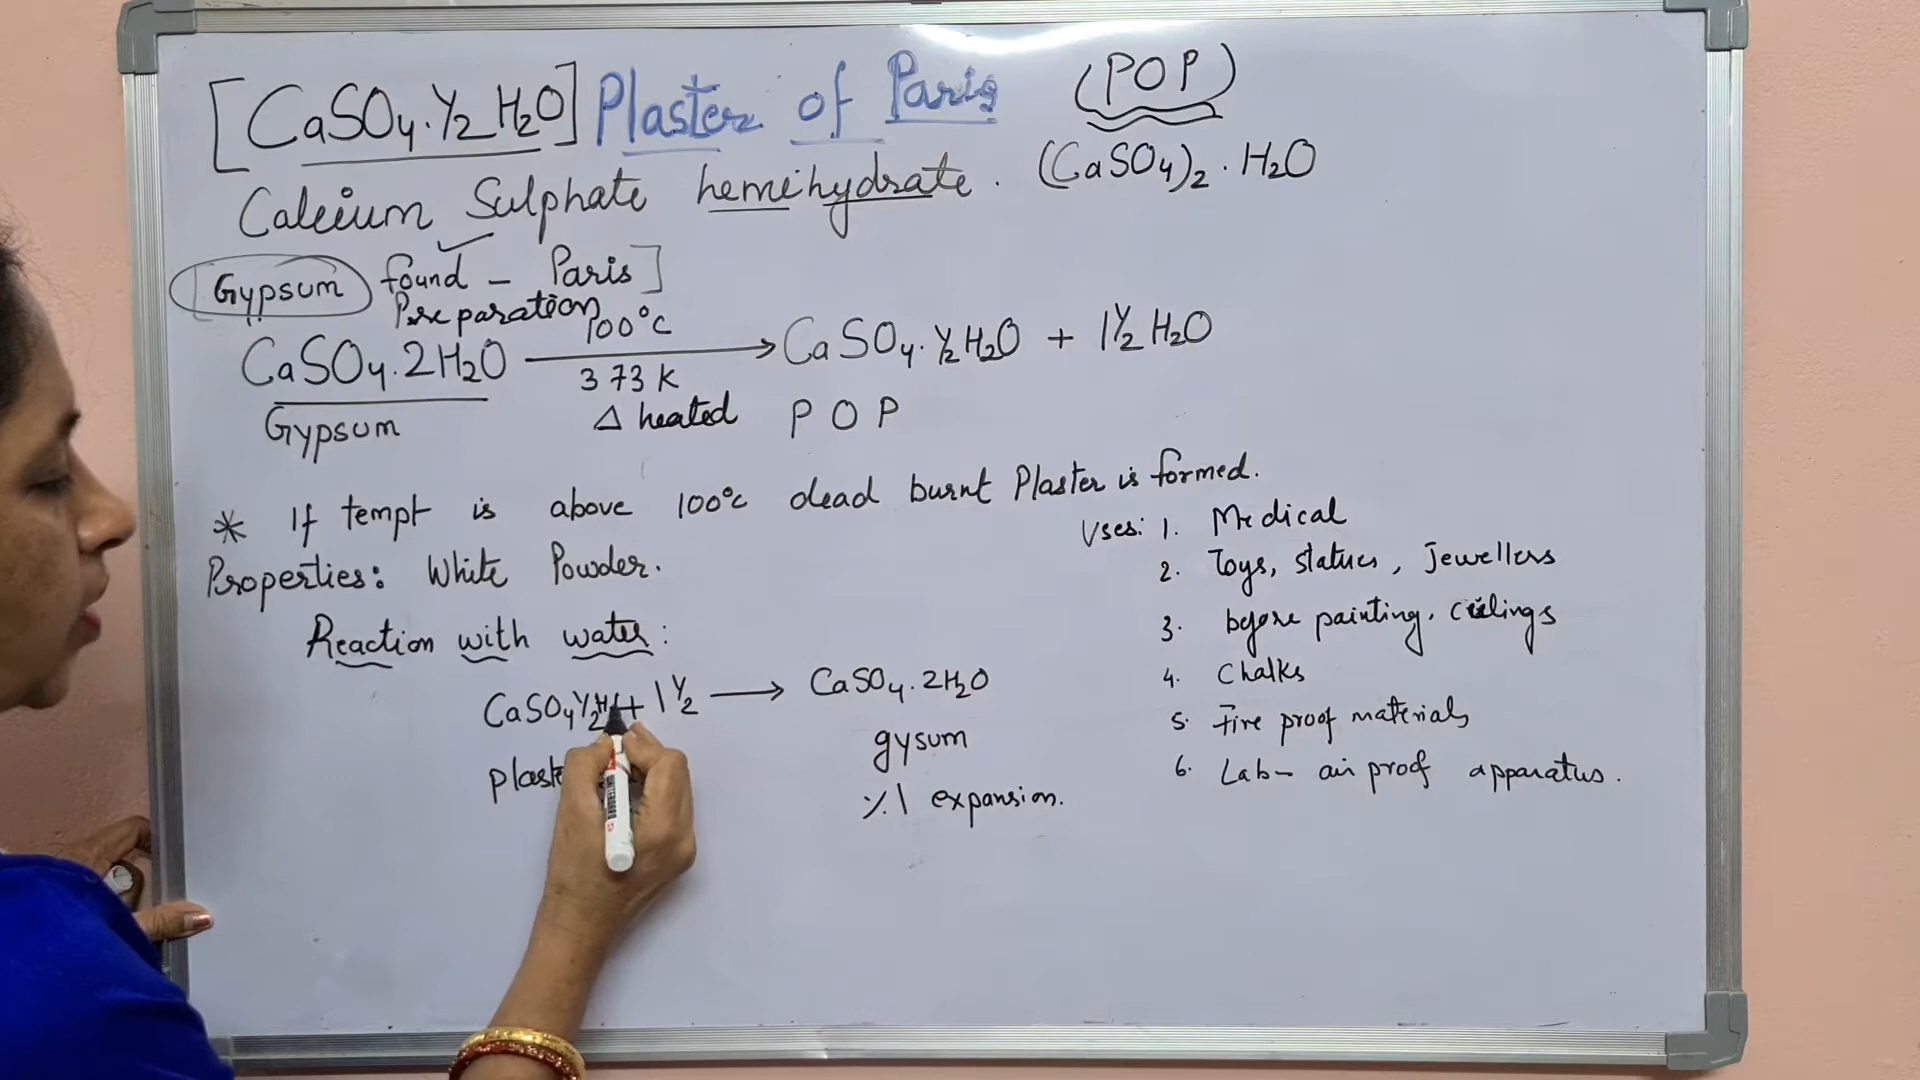 [CaSO4.½H2O] Plaster of Paris (POP)
Calcium Sulphate hemihydrate. (CaSO4)2.H2O
Gypsum found - Paris]
Preparation
CaSO4.2H2O 100°C 373 K → CaSO4.½H2O + 1½ H2O
Gypsum Δ heated POP
* If tempt is above 100°c dead burnt Plaster is formed.
Properties: White Powder.
Reaction with water:
CaSO4½H + 1½ → CaSO4.2H2O
gysum
% 1 expansion.
Uses: 1. Medical
2. Toys, statues, Jewellers
3. before painting. ceilings
4. Chalks
5. Fire proof materials
6. Lab- air proof apparatus.